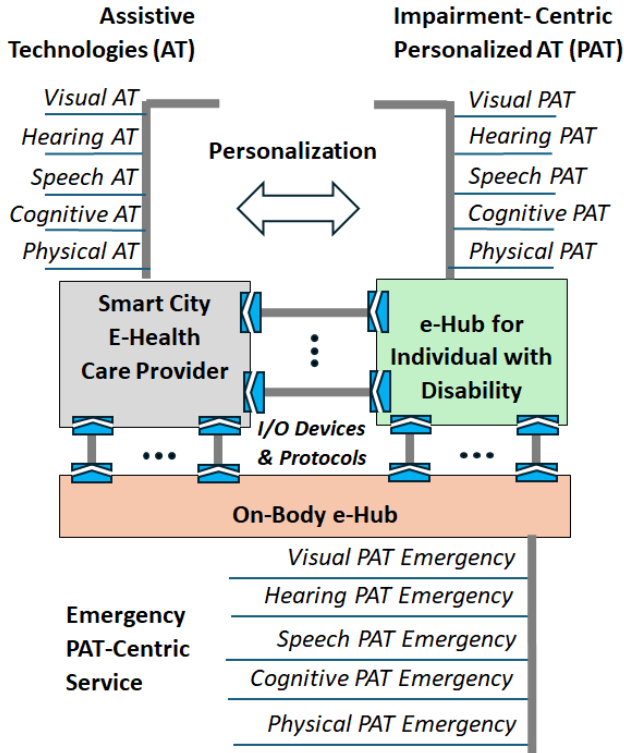 Assistive
Technologies (AT)
Impairment- Centric
Personalized AT (PAT)
Visual AT
Hearing AT
Speech AT
Cognitive AT
Physical AT
Personalization
Visual PAT
Hearing PAT
Speech PAT
Cognitive PAT
Physical PAT
Smart City
E-Health
Care Provider
e-Hub for
Individual with
Disability
I/O Devices
& Protocols
On-Body e-Hub
Emergency
PAT-Centric
Service
Visual PAT Emergency
Hearing PAT Emergency
Speech PAT Emergency
Cognitive PAT Emergency
Physical PAT Emergency